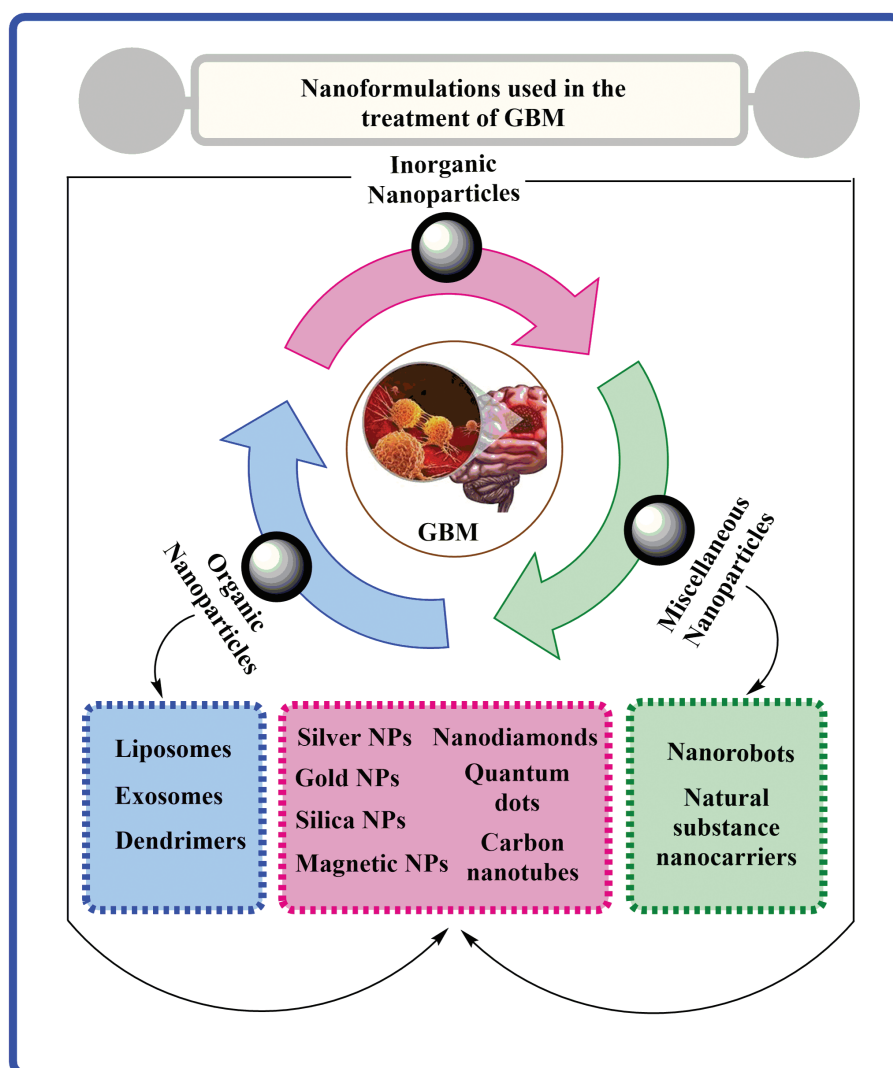 Nanoformulations used in the
treatment of GBM
Inorganic
Nanoparticles
GBM
Organic
Nanoparticles
Miscellaneous
Nanoparticles
Liposomes
Exosomes
Dendrimers
Silver NPs
Gold NPs
Silica NPs
Magnetic NPs
Nanodiamonds
Quantum
dots
Carbon
nanotubes
Nanorobots
Natural
substance
nanocarriers